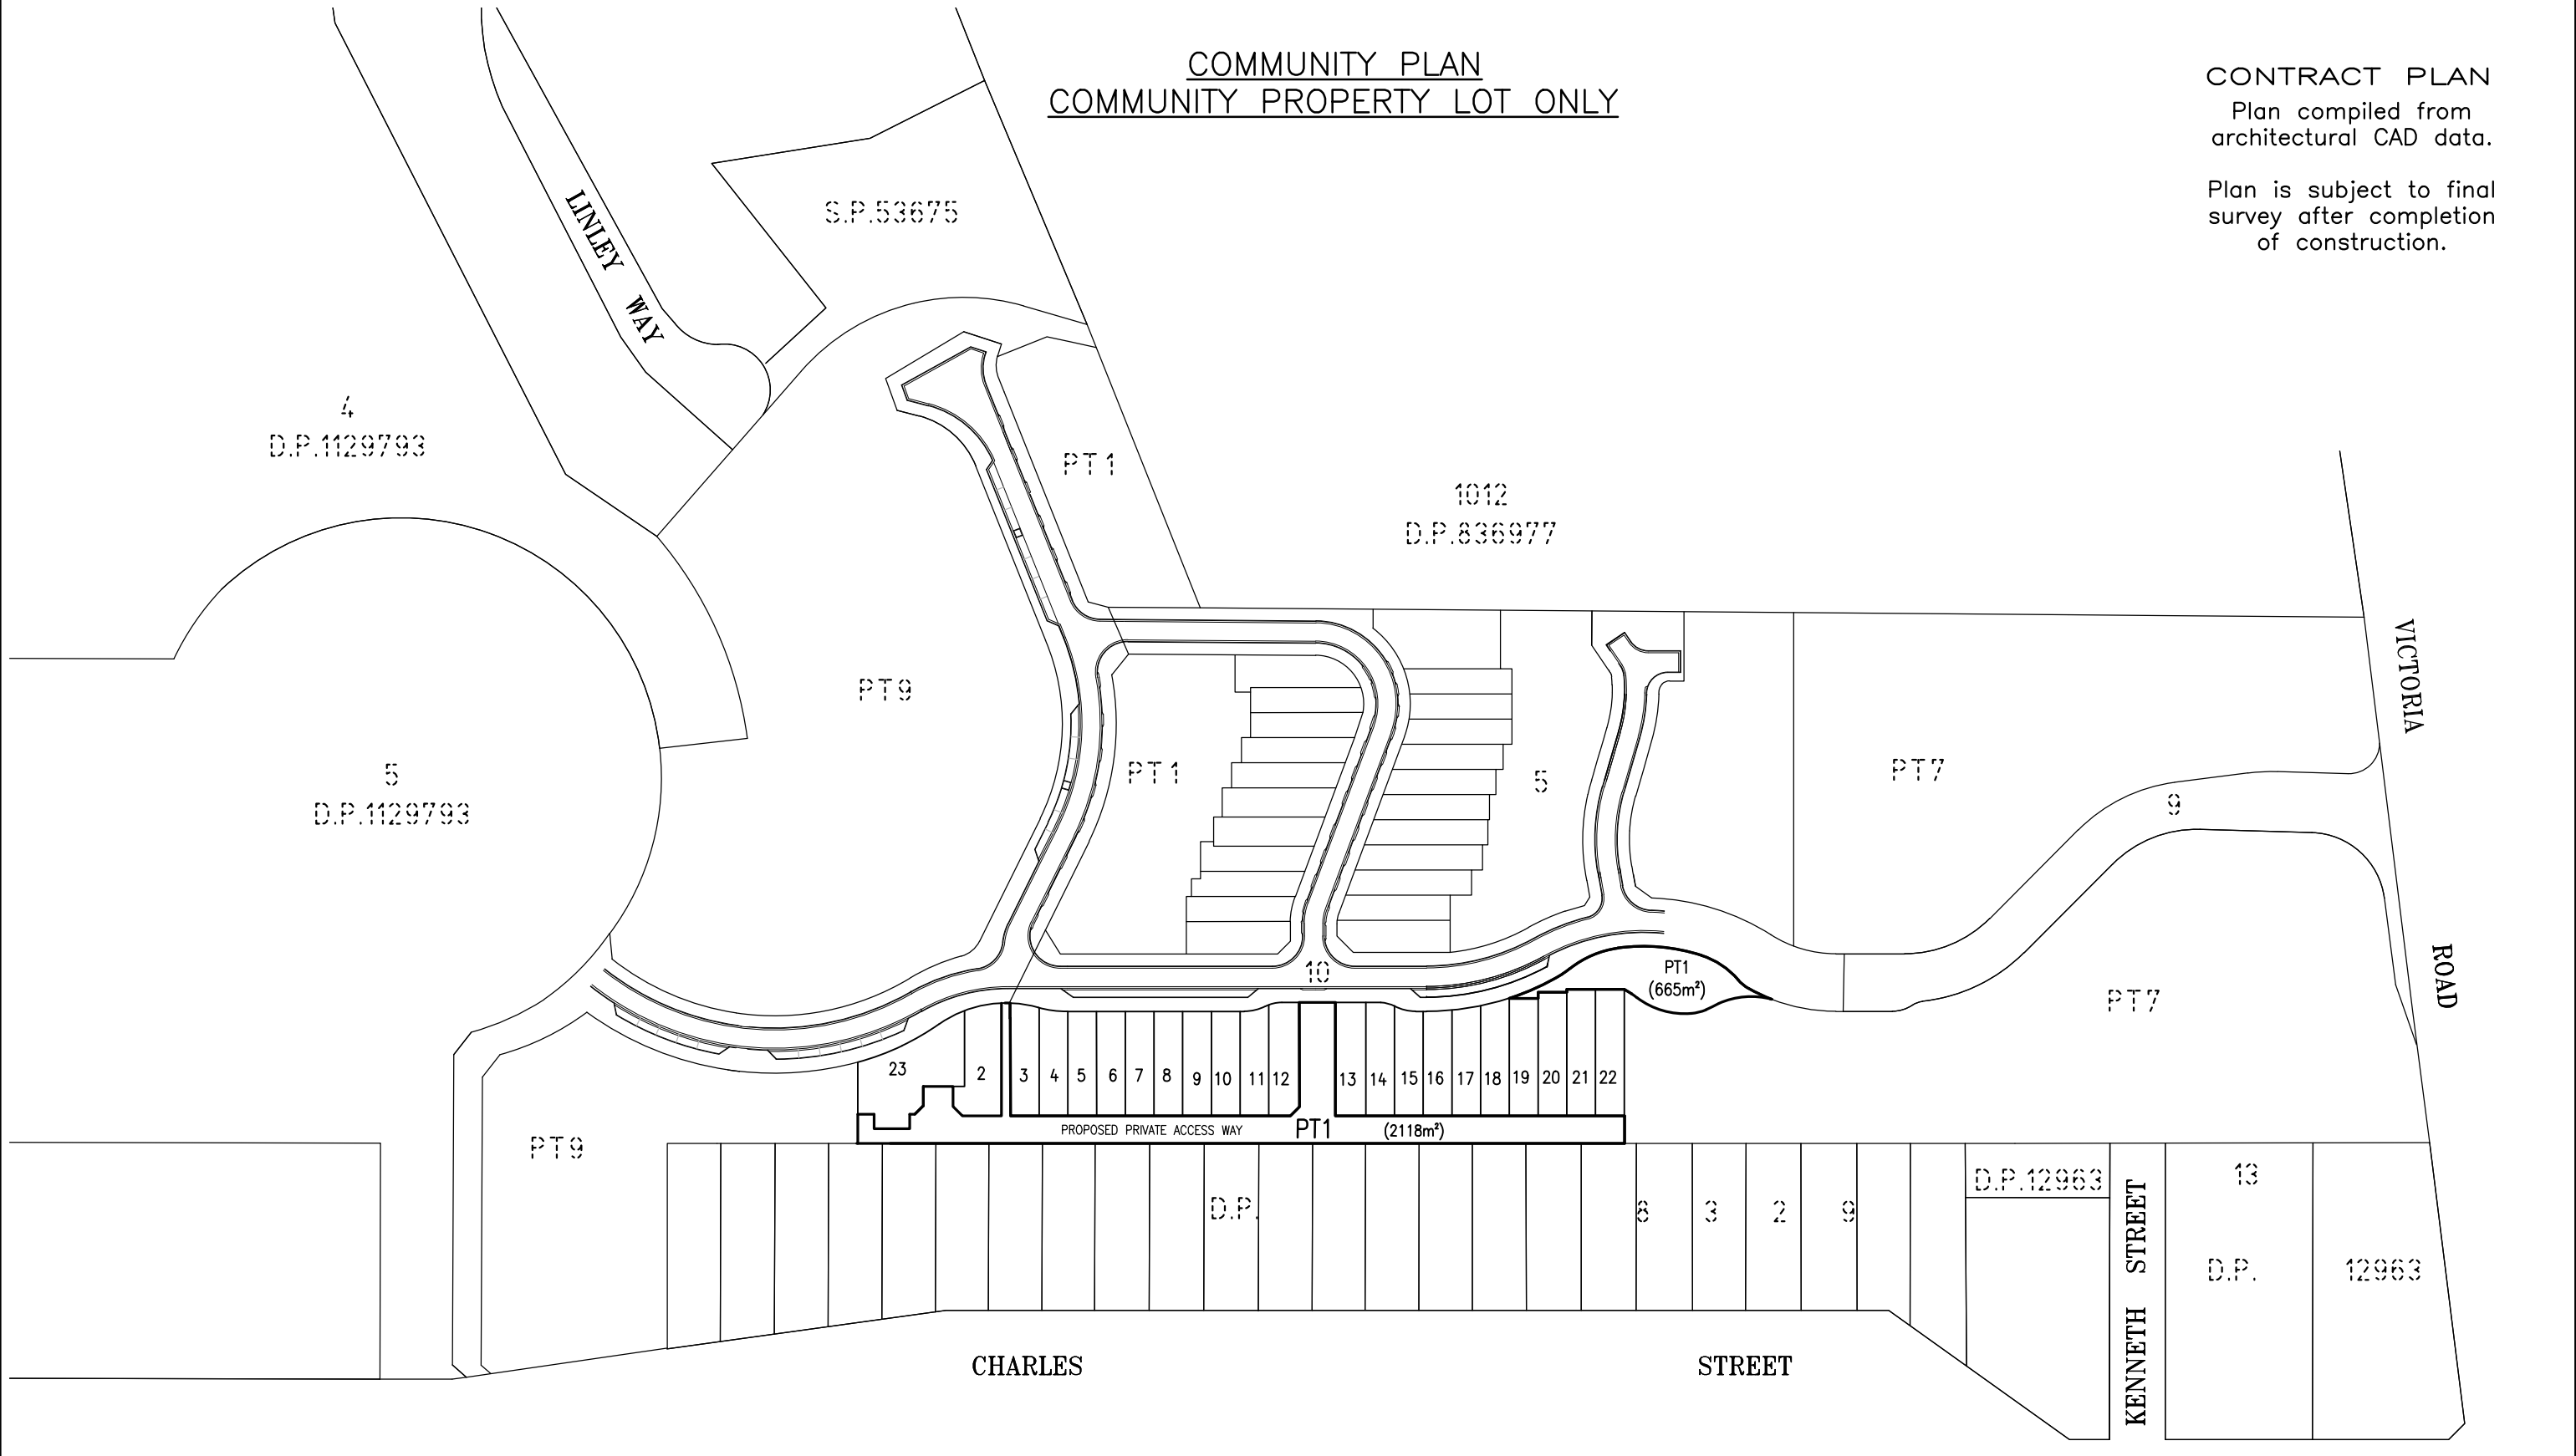 COMMUNITY PLAN
COMMUNITY PROPERTY LOT ONLY
CONTRACT PLAN
Plan compiled from
architectural CAD data.
Plan is subject to final
survey after completion
of construction.
LINLEY WAY
S.P.53675
4
D.P.1129793
PT1
1012
D.P.836977
VICTORIA ROAD
PT9
PT1
5
PT7
9
5
D.P.1129793
10
PT1
(665m²)
PT7
23
2
3
4
5
6
7
8
9
10
11
12
13
14
15
16
17
18
19
20
21
22
PROPOSED PRIVATE ACCESS WAY PT1 (2118m²)
PT9
D.P. 8 3 2 9
D.P.12963
13
D.P. 12963
KENNETH STREET
CHARLES STREET